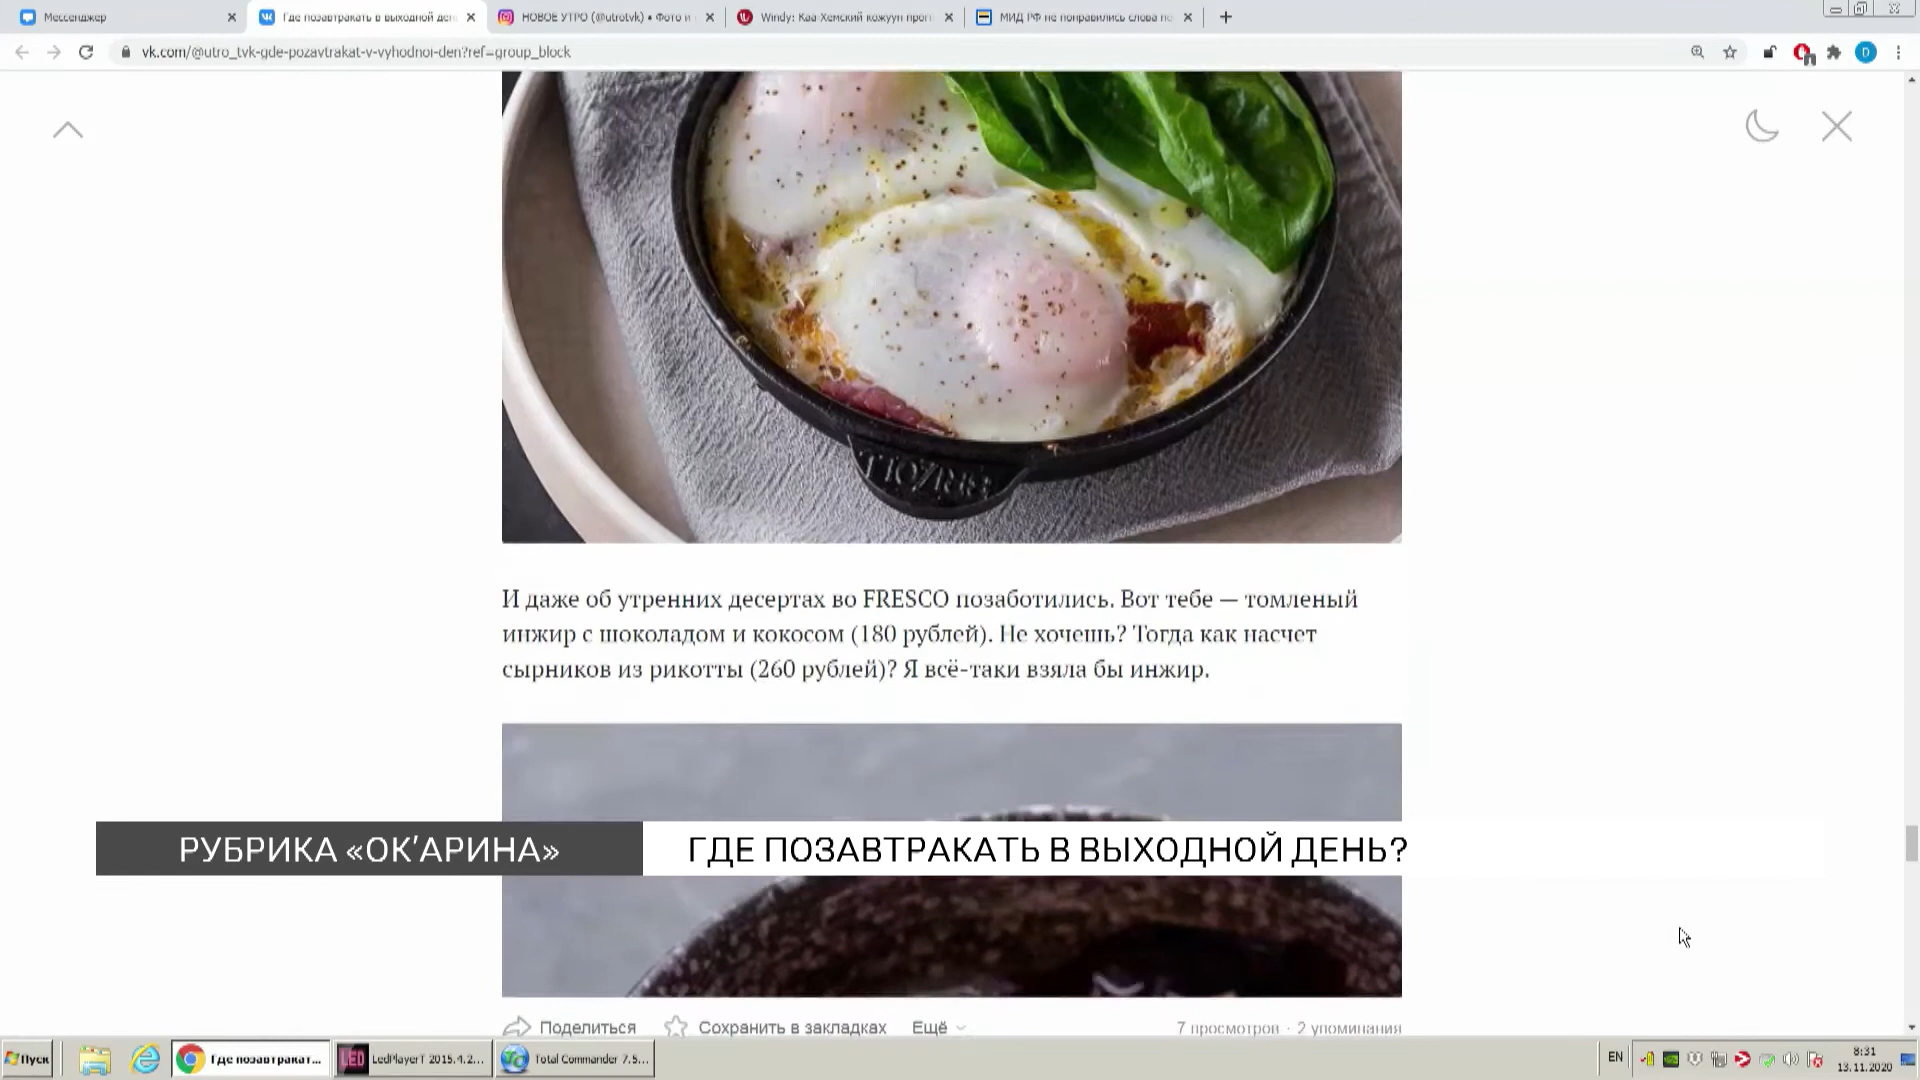 Мессенджер
Где позавтракать в выходной ден
НОВОЕ УТРО (@utrotvk) • Фото и
Windy: Каа-Хемский кожуун прог
МИД РФ не понравились слова по
vk.com/@utro_tvk-gde-pozavtrakat-v-vyhodnoi-den?ref=group_block
И даже об утренних десертах во FRESCO позаботились. Вот тебе — томленый
инжир с шоколадом и кокосом (180 рублей). Не хочешь? Тогда как насчет
сырников из рикотты (260 рублей)? Я всё-таки взяла бы инжир.
РУБРИКА «ОК'АРИНА»
ГДЕ ПОЗАВТРАКАТЬ В ВЫХОДНОЙ ДЕНЬ?
Поделиться
Сохранить в закладках
Ещё
7 просмотров · 2 упоминания
Пуск
Где позавтракат...
LED
LedPlayerT 2015.4.2...
Total Commander 7.5...
EN
8:31
13.11.2020